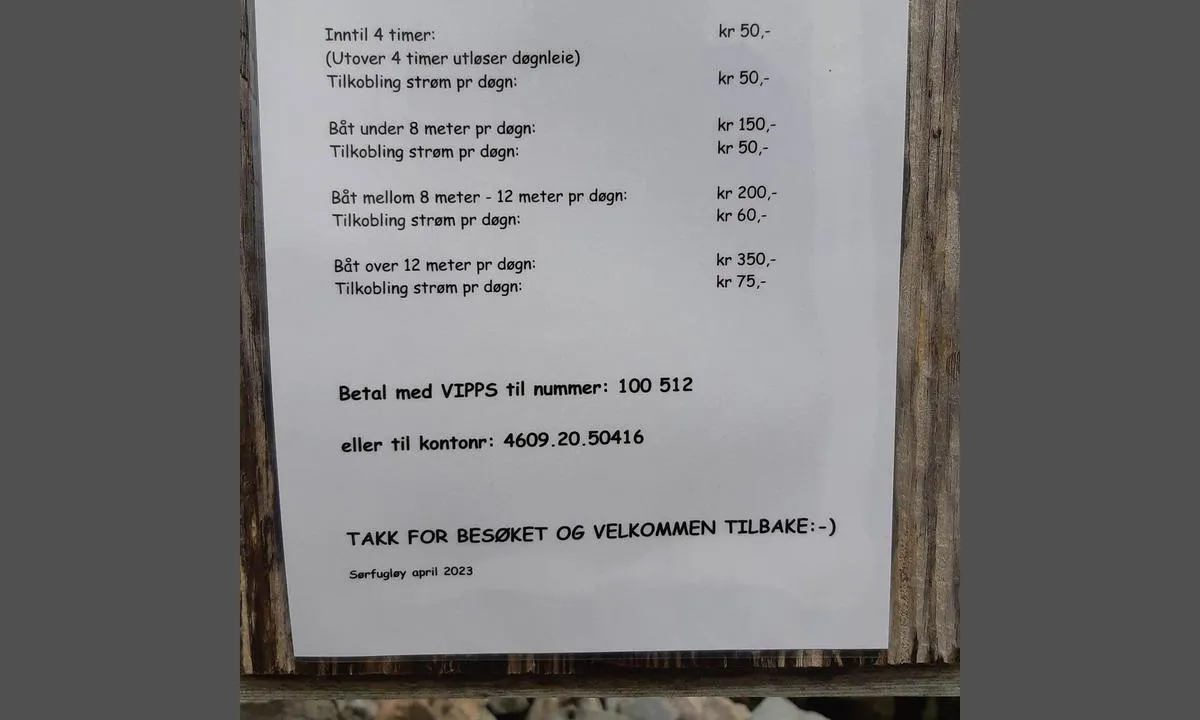 Inntil 4 timer: kr 50,-
(Utover 4 timer utløser døgnleie)
Tilkobling strøm pr døgn: kr 50,-
Båt under 8 meter pr døgn: kr 150,-
Tilkobling strøm pr døgn: kr 50,-
Båt mellom 8 meter - 12 meter pr døgn: kr 200,-
Tilkobling strøm pr døgn: kr 60,-
Båt over 12 meter pr døgn: kr 350,-
Tilkobling strøm pr døgn: kr 75,-
Betal med VIPPS til nummer: 100 512
eller til kontonr: 4609.20.50416
TAKK FOR BESØKET OG VELKOMMEN TILBAKE:-)
Sørfugløy april 2023